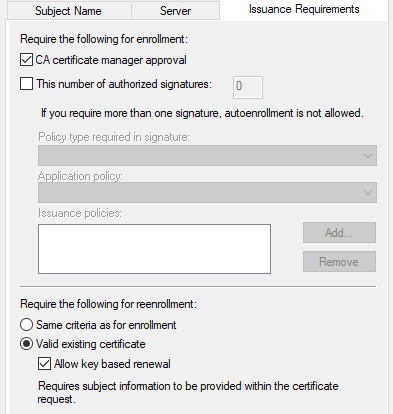 Subject Name Server Issuance Requirements
Require the following for enrollment:
CA certificate manager approval
This number of authorized signatures: 0
If you require more than one signature, autoenrollment is not allowed.
Policy type required in signature:
Application policy:
Issuance policies:
Add...
Remove
Require the following for reenrollment:
Same criteria as for enrollment
Valid existing certificate
Allow key based renewal
Requires subject information to be provided within the certificate
request.